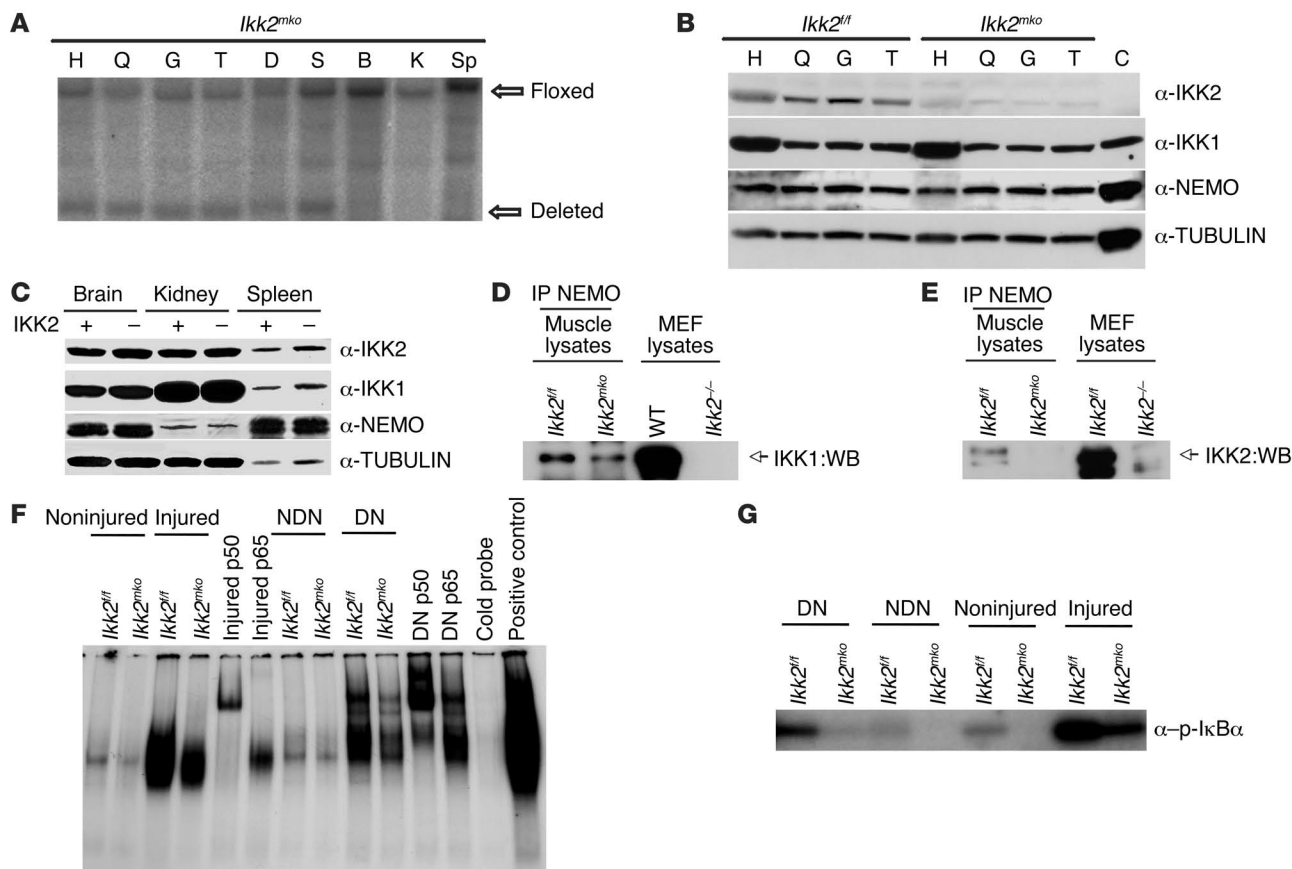 A
Ikk2mko
H Q G T D S B K Sp
Floxed
Deleted
B
Ikk2f/f Ikk2mko
H Q G T H Q G T C
α-IKK2
α-IKK1
α-NEMO
α-TUBULIN
C
Brain Kidney Spleen
IKK2 + – + – + –
α-IKK2
α-IKK1
α-NEMO
α-TUBULIN
D
IP NEMO
Muscle lysates
MEF lysates
Ikk2f/f Ikk2mko WT Ikk2–/–
IKK1:WB
E
IP NEMO
Muscle lysates
MEF lysates
Ikk2f/f Ikk2mko Ikk2f/f Ikk2–/–
IKK2:WB
F
Noninjured Injured NDN DN
Ikk2f/f Ikk2mko Ikk2f/f Ikk2mko Injured p50 Injured p65 Ikk2f/f Ikk2mko Ikk2f/f Ikk2mko DN p50 DN p65 Cold probe Positive control
G
DN NDN Noninjured Injured
Ikk2f/f Ikk2mko Ikk2f/f Ikk2mko Ikk2f/f Ikk2mko Ikk2f/f Ikk2mko
α–p-IκBα